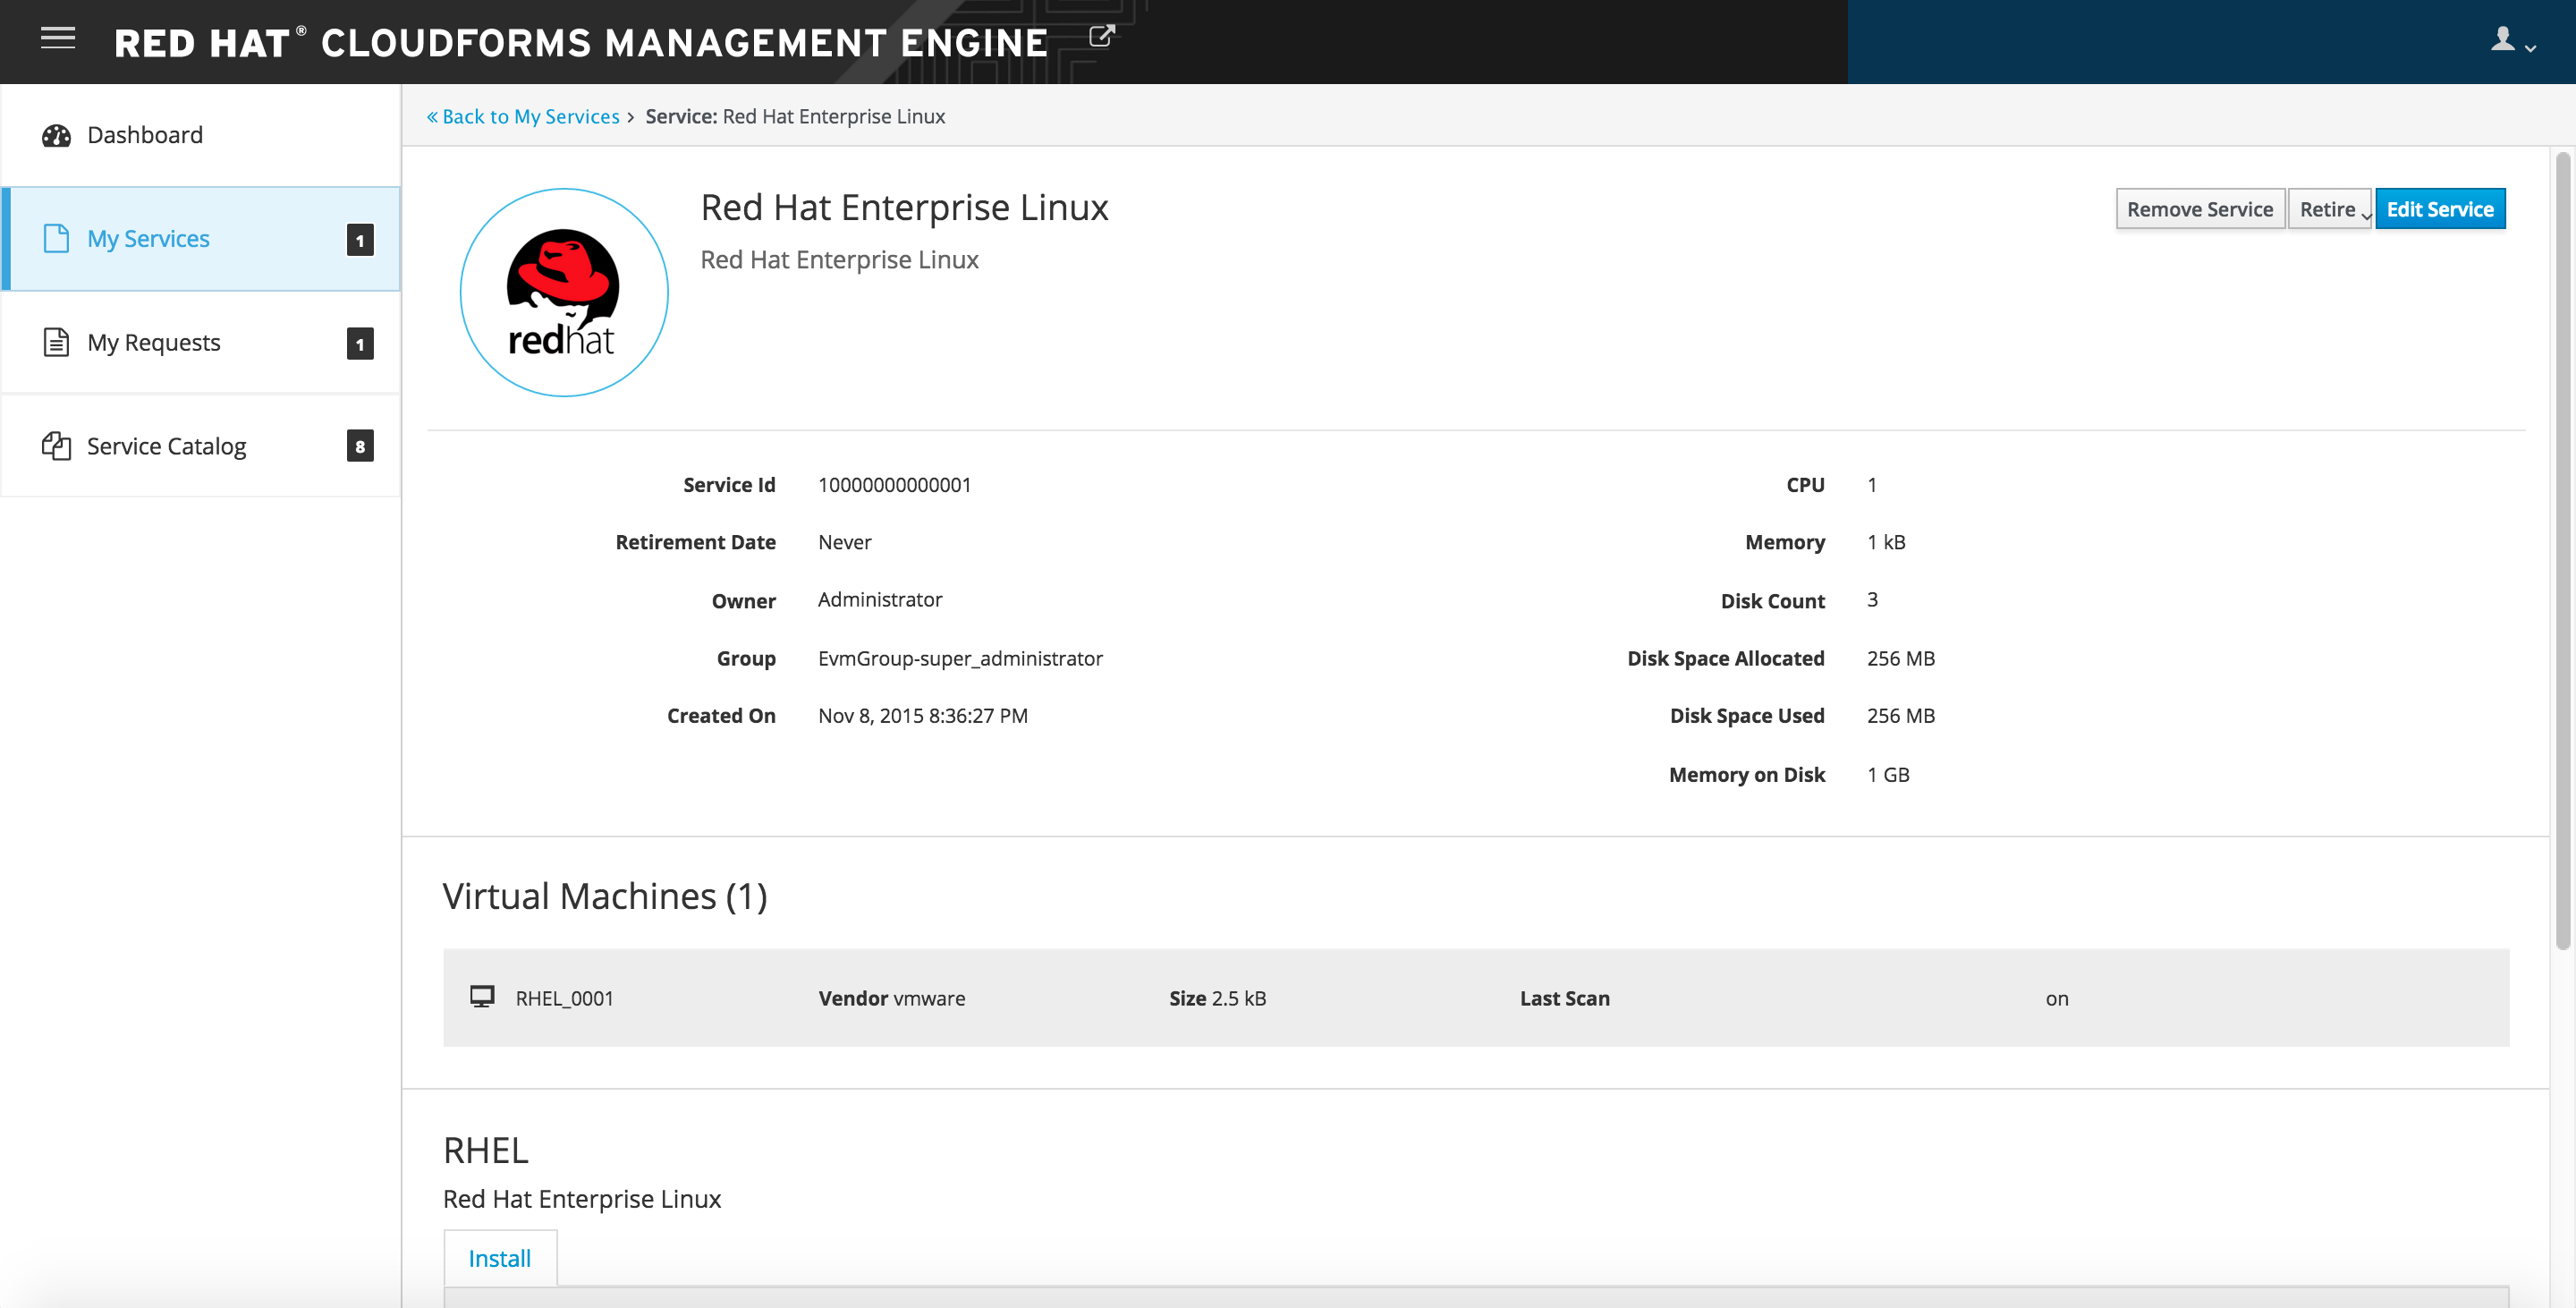 RED HAT® CLOUDFORMS MANAGEMENT ENGINE
Dashboard
My Services 1
My Requests 1
Service Catalog 8
« Back to My Services › Service: Red Hat Enterprise Linux
redhat
Red Hat Enterprise Linux
Red Hat Enterprise Linux
Remove Service Retire Edit Service
Service Id 10000000000001
Retirement Date Never
Owner Administrator
Group EvmGroup-super_administrator
Created On Nov 8, 2015 8:36:27 PM
CPU 1
Memory 1 kB
Disk Count 3
Disk Space Allocated 256 MB
Disk Space Used 256 MB
Memory on Disk 1 GB
Virtual Machines (1)
RHEL_0001 Vendor vmware Size 2.5 kB Last Scan on
RHEL
Red Hat Enterprise Linux
Install